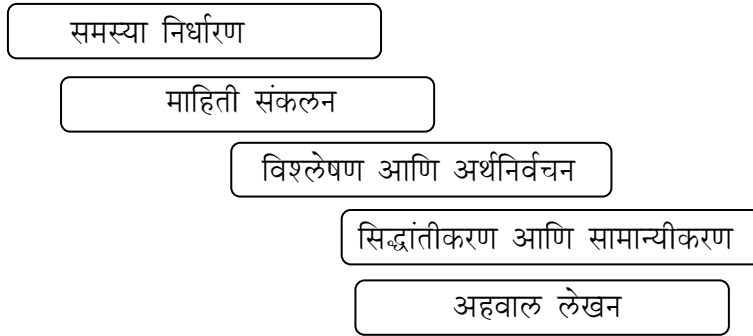 समस्या निर्धारण
माहिती संकलन
विश्लेषण आणि अर्थनिर्वचन
सिद्धांतीकरण आणि सामान्यीकरण
अहवाल लेखन